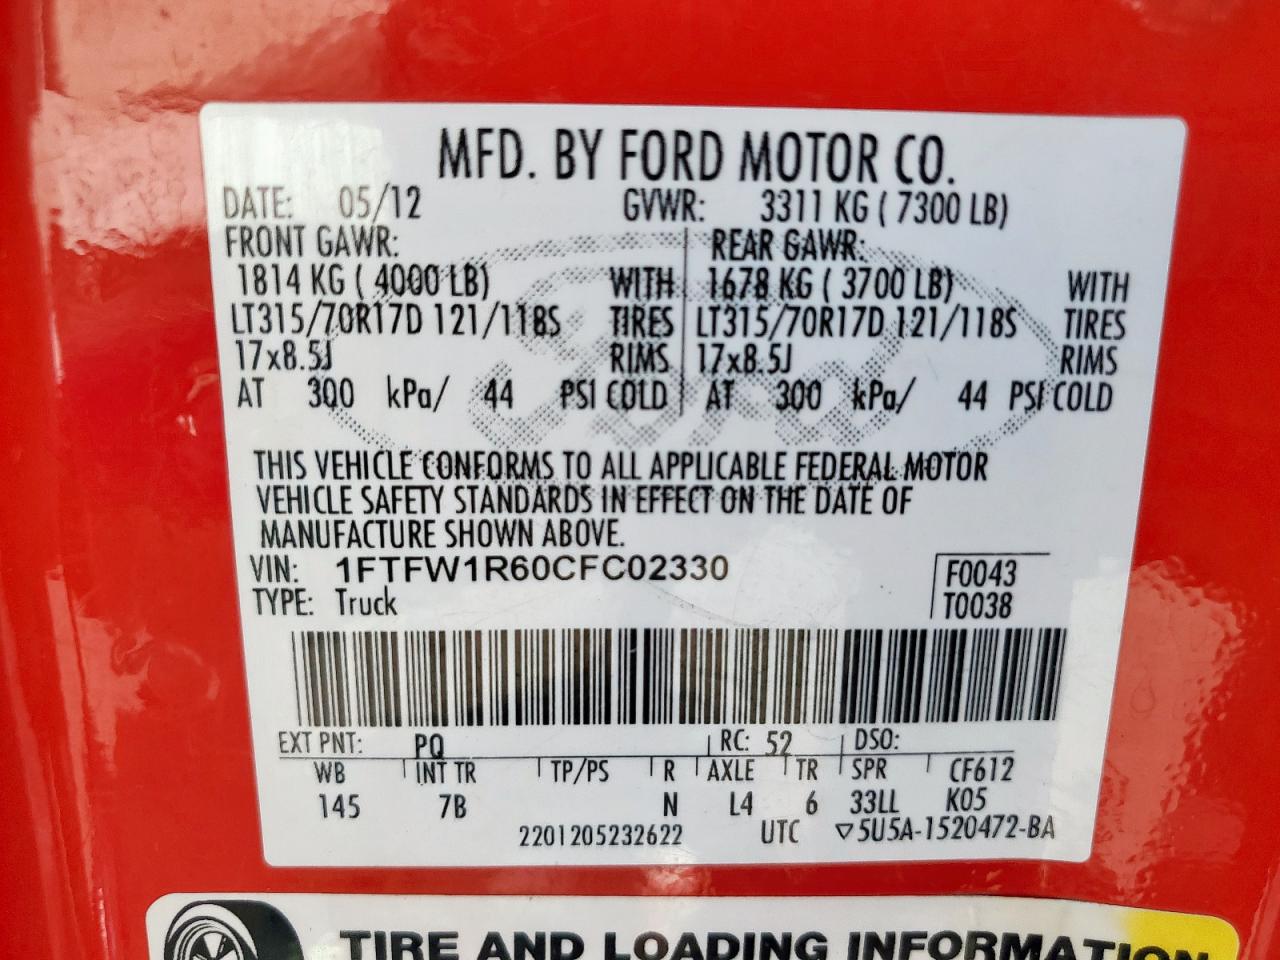 MFD. BY FORD MOTOR CO.
DATE: 05/12 GVWR: 3311 KG ( 7300 LB)
FRONT GAWR: REAR GAWR:
1814 KG ( 4000 LB) WITH 1678 KG ( 3700 LB) WITH
LT315/70R17D 121/118S TIRES LT315/70R17D 121/118S TIRES
17x8.5J RIMS 17x8.5J RIMS
AT 300 kPa/ 44 PSI COLD AT 300 kPa/ 44 PSI COLD
Ford
THIS VEHICLE CONFORMS TO ALL APPLICABLE FEDERAL MOTOR
VEHICLE SAFETY STANDARDS IN EFFECT ON THE DATE OF
MANUFACTURE SHOWN ABOVE.
VIN: 1FTFW1R60CFC02330 F0043
TYPE: Truck T0038
EXT PNT: PQ RC: 52 DSO:
WB INT TR TP/PS R AXLE TR SPR CF612
145 7B N L4 6 33LL K05
2201205232622 UTC ▽5U5A-1520472-BA
TIRE AND LOADING INFORMATION